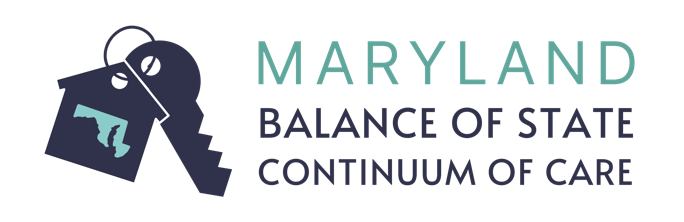 MARYLAND
BALANCE OF STATE
CONTINUUM OF CARE